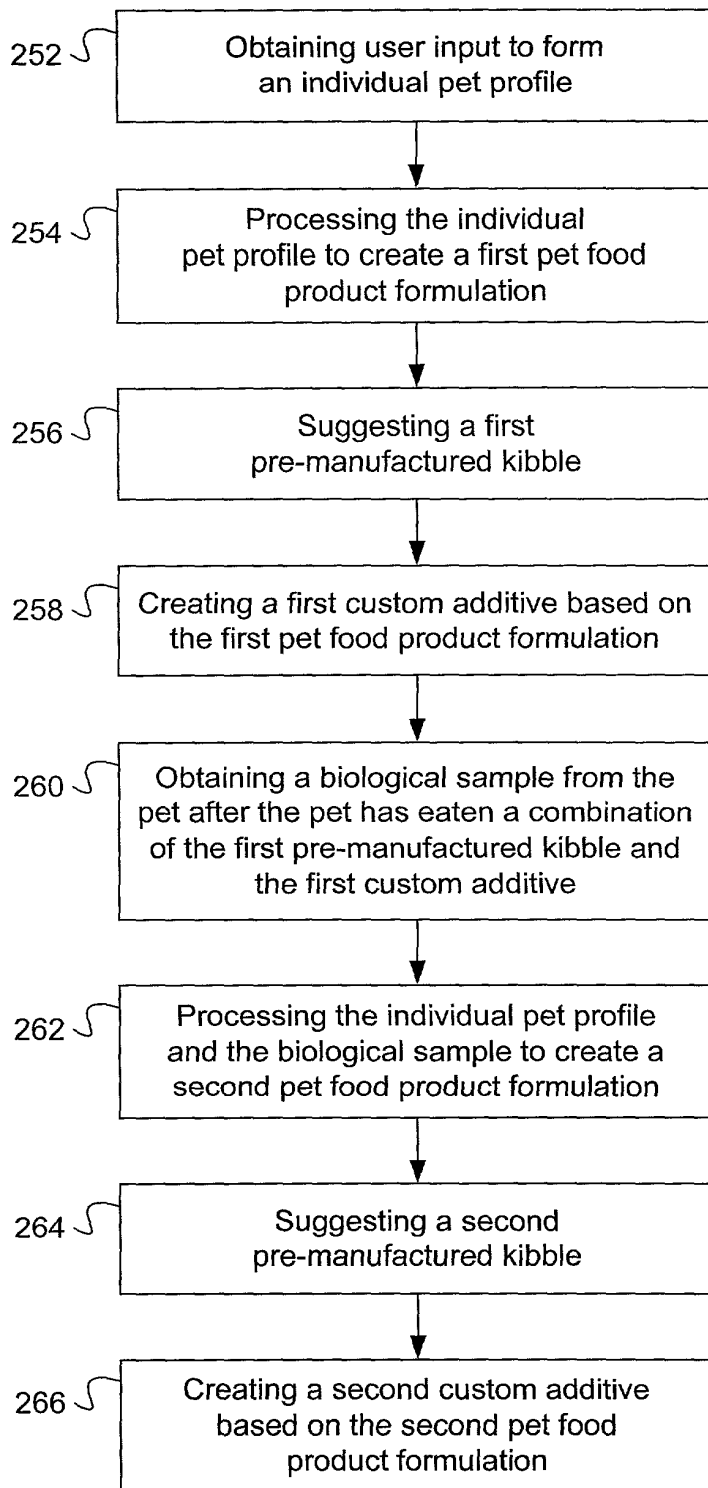 252
Obtaining user input to form
an individual pet profile
254
Processing the individual
pet profile to create a first pet food
product formulation
256
Suggesting a first
pre-manufactured kibble
258
Creating a first custom additive based on
the first pet food product formulation
260
Obtaining a biological sample from the
pet after the pet has eaten a combination
of the first pre-manufactured kibble and
the first custom additive
262
Processing the individual pet profile
and the biological sample to create a
second pet food product formulation
264
Suggesting a second
pre-manufactured kibble
266
Creating a second custom additive
based on the second pet food
product formulation